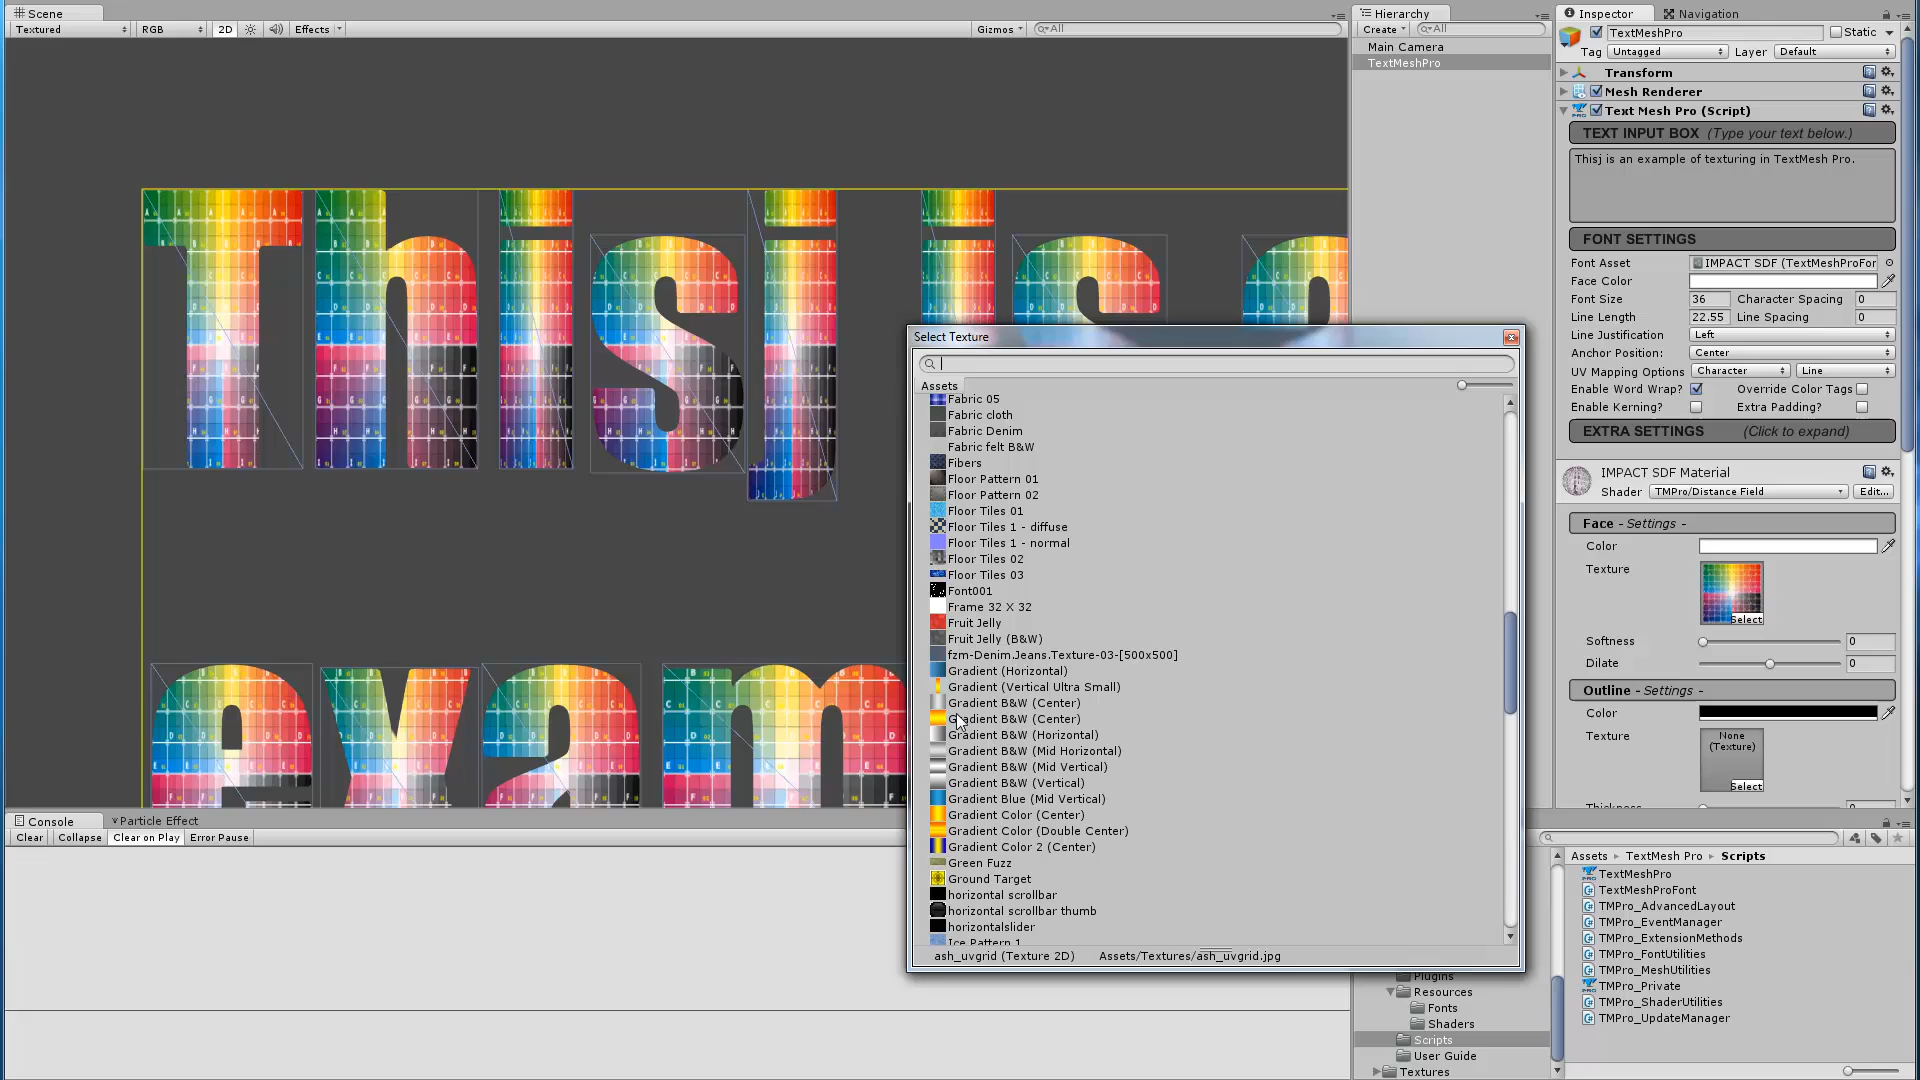 Scene
Textured RGB 2D Effects Gizmos All
Hierarchy
Create All
Main Camera
TextMeshPro
Inspector Navigation
TextMeshPro Static
Tag Untagged Layer Default
Transform
Mesh Renderer
Text Mesh Pro (Script)
TEXT INPUT BOX (Type your text below.)
Thisj is an example of texturing in TextMesh Pro.
FONT SETTINGS
Font Asset IMPACT SDF (TextMeshProFor
Face Color
Font Size 36 Character Spacing 0
Line Length 22.55 Line Spacing 0
Line Justification Left
Anchor Position: Center
UV Mapping Options Character Line
Enable Word Wrap? Override Color Tags
Enable Kerning? Extra Padding?
EXTRA SETTINGS (Click to expand)
IMPACT SDF Material
Shader TMPro/Distance Field Edit...
Face - Settings -
Color
Texture
Select
Softness 0
Dilate 0
Outline - Settings -
Color
Texture None
(Texture)
Select
Thickness
Thisj is
exam
Select Texture
Assets
Fabric 05
Fabric cloth
Fabric Denim
Fabric felt B&W
Fibers
Floor Pattern 01
Floor Pattern 02
Floor Tiles 01
Floor Tiles 1 - diffuse
Floor Tiles 1 - normal
Floor Tiles 02
Floor Tiles 03
Font001
Frame 32 X 32
Fruit Jelly
Fruit Jelly (B&W)
fzm-Denim.Jeans.Texture-03-[500x500]
Gradient (Horizontal)
Gradient (Vertical Ultra Small)
Gradient B&W (Center)
Gradient B&W (Center)
Gradient B&W (Horizontal)
Gradient B&W (Mid Horizontal)
Gradient B&W (Mid Vertical)
Gradient B&W (Vertical)
Gradient Blue (Mid Vertical)
Gradient Color (Center)
Gradient Color (Double Center)
Gradient Color 2 (Center)
Green Fuzz
Ground Target
horizontal scrollbar
horizontal scrollbar thumb
horizontalslider
Ice Pattern 1
ash_uvgrid (Texture 2D) Assets/Textures/ash_uvgrid.jpg
Console Particle Effect
Clear Collapse Clear on Play Error Pause
Plugins
Resources
Fonts
Shaders
Scripts
User Guide
Textures
Assets TextMesh Pro Scripts
TextMeshPro
TextMeshProFont
TMPro_AdvancedLayout
TMPro_EventManager
TMPro_ExtensionMethods
TMPro_FontUtilities
TMPro_MeshUtilities
TMPro_Private
TMPro_ShaderUtilities
TMPro_UpdateManager